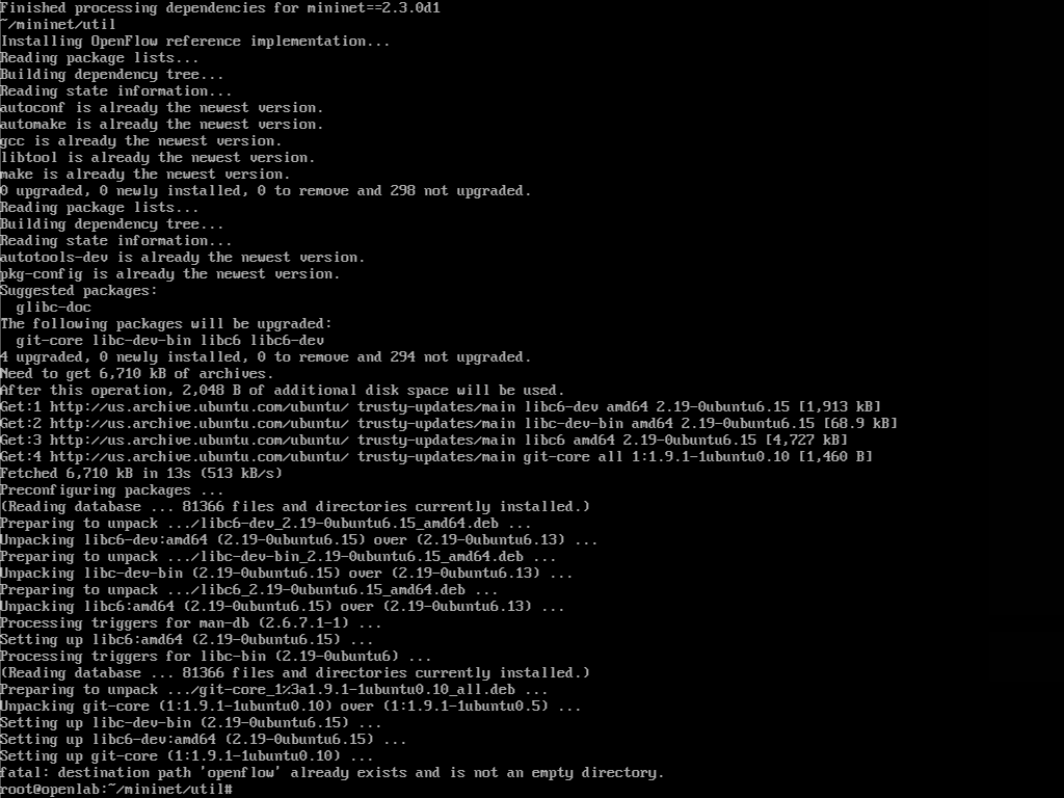 Finished processing dependencies for mininet==2.3.0d1
~/mininet/util
Installing OpenFlow reference implementation...
Reading package lists...
Building dependency tree...
Reading state information...
autoconf is already the newest version.
automake is already the newest version.
gcc is already the newest version.
libtool is already the newest version.
make is already the newest version.
0 upgraded, 0 newly installed, 0 to remove and 298 not upgraded.
Reading package lists...
Building dependency tree...
Reading state information...
autotools-dev is already the newest version.
pkg-config is already the newest version.
Suggested packages:
  glibc-doc
The following packages will be upgraded:
  git-core libc-dev-bin libc6 libc6-dev
4 upgraded, 0 newly installed, 0 to remove and 294 not upgraded.
Need to get 6,710 kB of archives.
After this operation, 2,048 B of additional disk space will be used.
Get:1 http://us.archive.ubuntu.com/ubuntu/ trusty-updates/main libc6-dev amd64 2.19-0ubuntu6.15 [1,913 kB]
Get:2 http://us.archive.ubuntu.com/ubuntu/ trusty-updates/main libc-dev-bin amd64 2.19-0ubuntu6.15 [68.9 kB]
Get:3 http://us.archive.ubuntu.com/ubuntu/ trusty-updates/main libc6 amd64 2.19-0ubuntu6.15 [4,727 kB]
Get:4 http://us.archive.ubuntu.com/ubuntu/ trusty-updates/main git-core all 1:1.9.1-1ubuntu0.10 [1,460 B]
Fetched 6,710 kB in 13s (513 kB/s)
Preconfiguring packages ...
(Reading database ... 81366 files and directories currently installed.)
Preparing to unpack .../libc6-dev_2.19-0ubuntu6.15_amd64.deb ...
Unpacking libc6-dev:amd64 (2.19-0ubuntu6.15) over (2.19-0ubuntu6.13) ...
Preparing to unpack .../libc-dev-bin_2.19-0ubuntu6.15_amd64.deb ...
Unpacking libc-dev-bin (2.19-0ubuntu6.15) over (2.19-0ubuntu6.13) ...
Preparing to unpack .../libc6_2.19-0ubuntu6.15_amd64.deb ...
Unpacking libc6:amd64 (2.19-0ubuntu6.15) over (2.19-0ubuntu6.13) ...
Processing triggers for man-db (2.6.7.1-1) ...
Setting up libc6:amd64 (2.19-0ubuntu6.15) ...
Processing triggers for libc-bin (2.19-0ubuntu6) ...
(Reading database ... 81366 files and directories currently installed.)
Preparing to unpack .../git-core_1%3a1.9.1-1ubuntu0.10_all.deb ...
Unpacking git-core (1:1.9.1-1ubuntu0.10) over (1:1.9.1-1ubuntu0.5) ...
Setting up libc-dev-bin (2.19-0ubuntu6.15) ...
Setting up libc6-dev:amd64 (2.19-0ubuntu6.15) ...
Setting up git-core (1:1.9.1-1ubuntu0.10) ...
fatal: destination path 'openflow' already exists and is not an empty directory.
root@openlab:~/mininet/util#